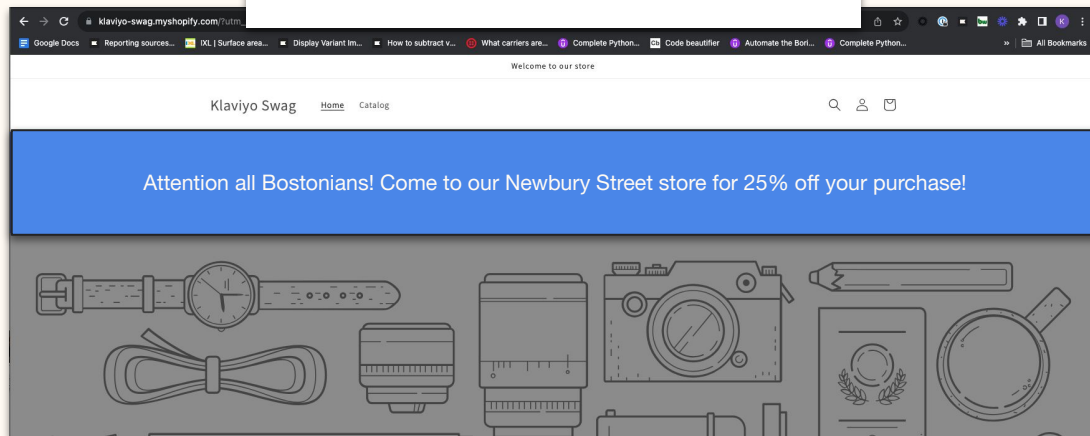 klaviyo-swag.myshopify.com/?utm_
Google Docs Reporting sources... IXL | Surface area... Display Variant Im... How to subtract v... What carriers are... Complete Python... Code beautifier Automate the Bori... Complete Python... » All Bookmarks
Welcome to our store
Klaviyo Swag Home Catalog
Attention all Bostonians! Come to our Newbury Street store for 25% off your purchase!